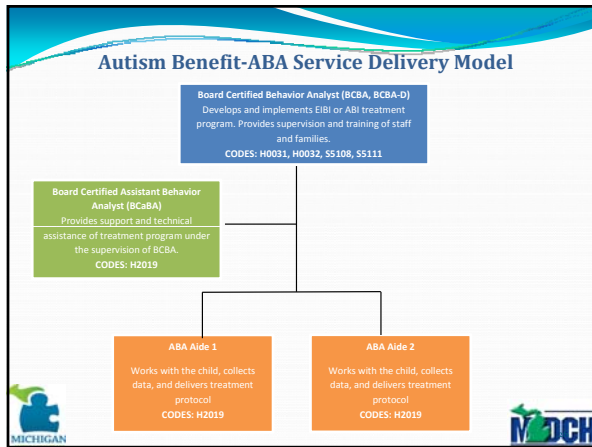 Autism Benefit-ABA Service Delivery Model
Board Certified Behavior Analyst (BCBA, BCBA-D)
Develops and implements EIBI or ABI treatment
program. Provides supervision and training of staff
and families.
CODES: H0031, H0032, S5108, S5111
Board Certified Assistant Behavior
Analyst (BCaBA)
Provides support and technical
assistance of treatment program under
the supervision of BCBA.
CODES: H2019
ABA Aide 1
Works with the child, collects
data, and delivers treatment
protocol
CODES: H2019
ABA Aide 2
Works with the child, collects
data, and delivers treatment
protocol
CODES: H2019
MICHIGAN
MDCH